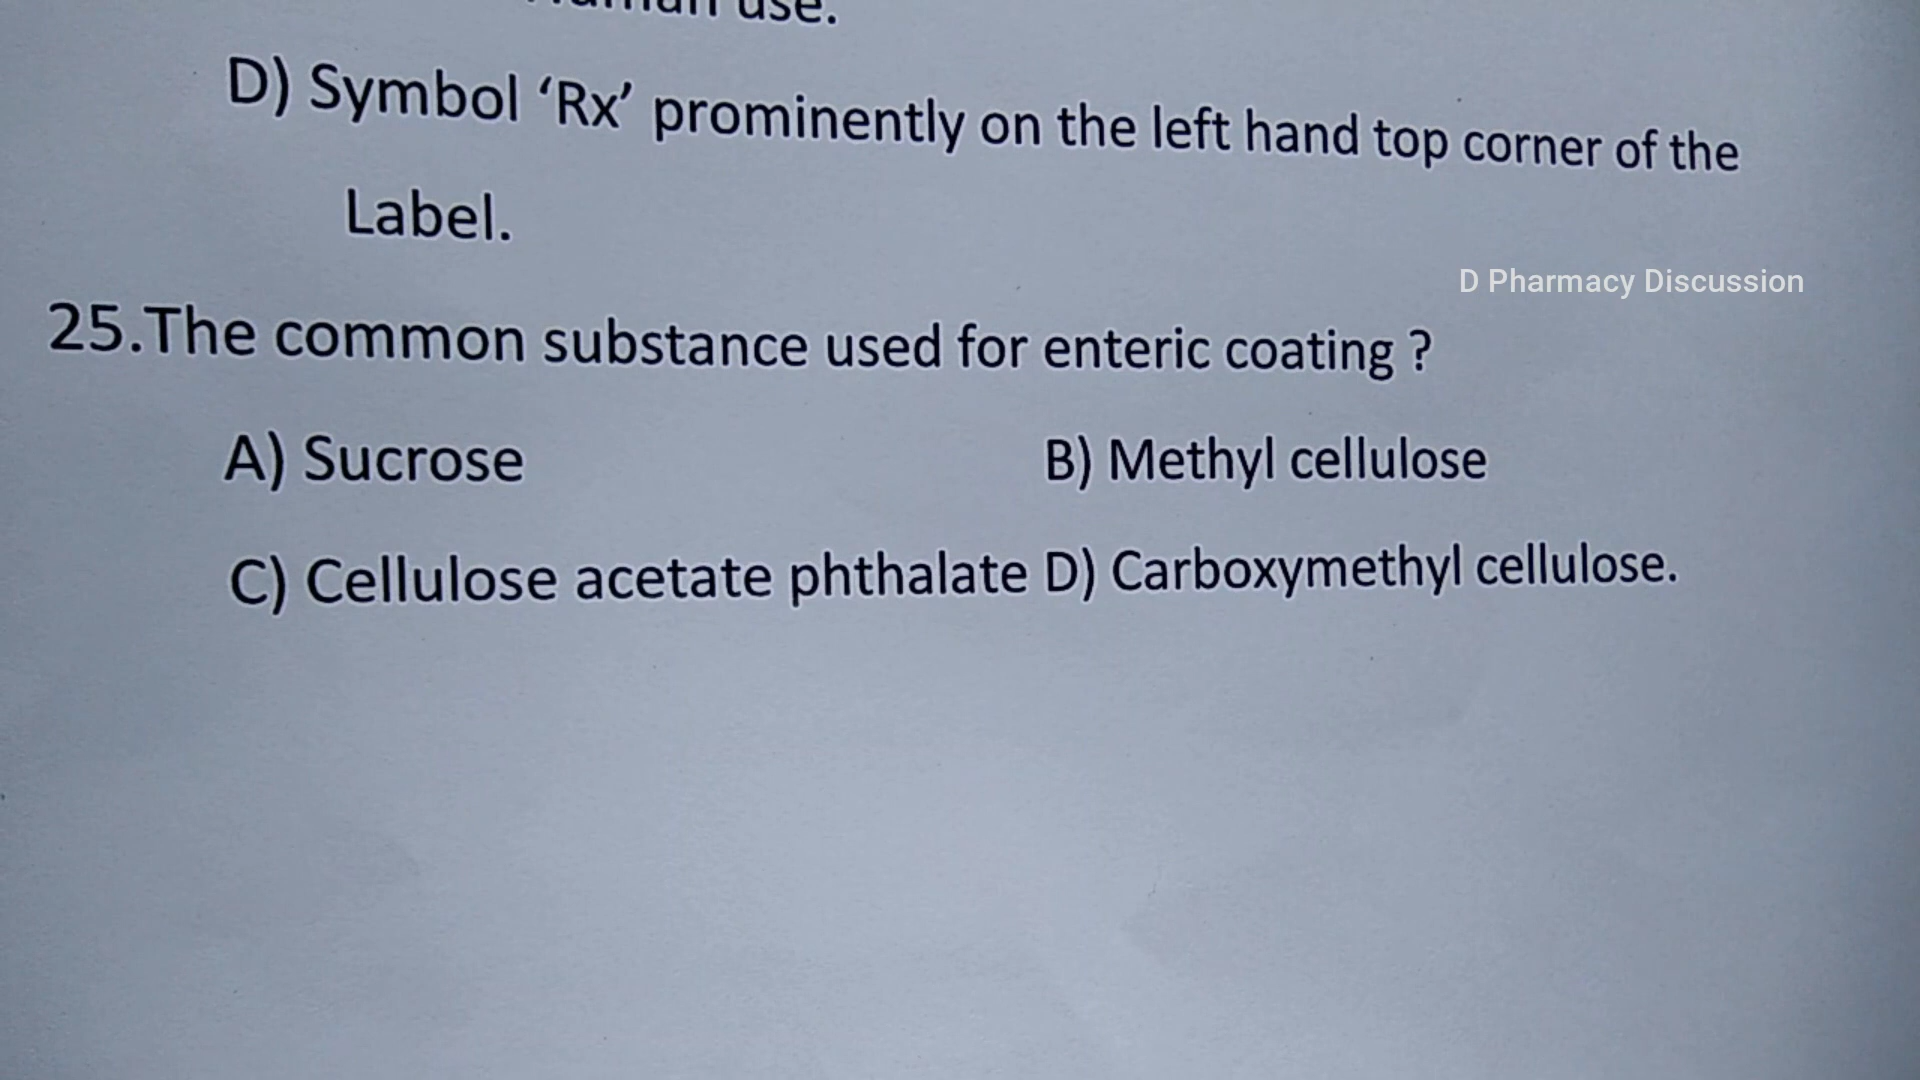 use.
D) Symbol ‘Rx’ prominently on the left hand top corner of the
Label.
D Pharmacy Discussion
25.The common substance used for enteric coating ?
A) Sucrose B) Methyl cellulose
C) Cellulose acetate phthalate D) Carboxymethyl cellulose.